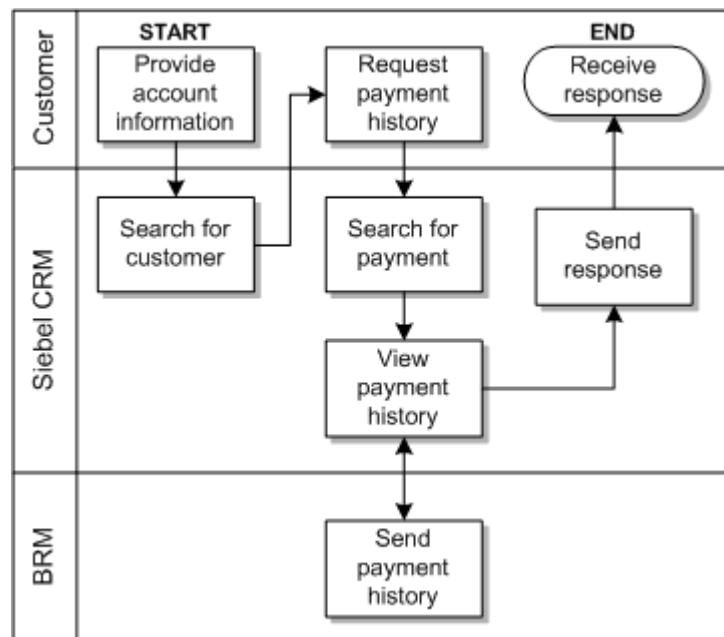 Customer
START
Provide
account
information
Request
payment
history
END
Receive
response
Siebel CRM
Search for
customer
Search for
payment
Send
response
View
payment
history
BRM
Send
payment
history